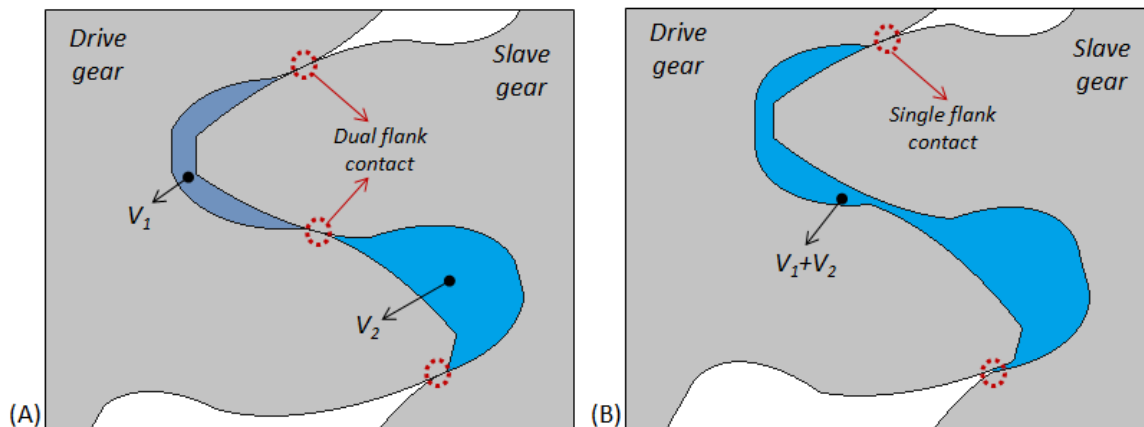 Drive
gear
Slave
gear
Dual flank
contact
V₁
V₂
(A)
Drive
gear
Slave
gear
Single flank
contact
V₁+V₂
(B)